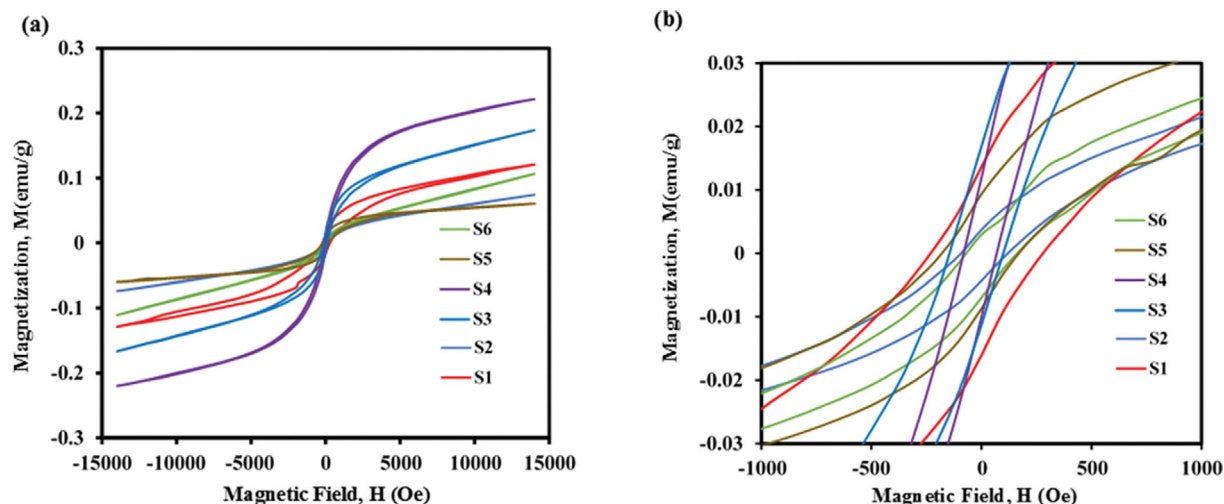 (a)
0.3
0.2
0.1
0
-0.1
-0.2
-0.3
Magnetization, M(emu/g)
S6
S5
S4
S3
S2
S1
-15000 -10000 -5000 0 5000 10000 15000
Magnetic Field, H (Oe)
(b)
0.03
0.02
0.01
0
-0.01
-0.02
-0.03
Magnetization, M(emu/g)
S6
S5
S4
S3
S2
S1
-1000 -500 0 500 1000
Magnetic Field, H (Oe)